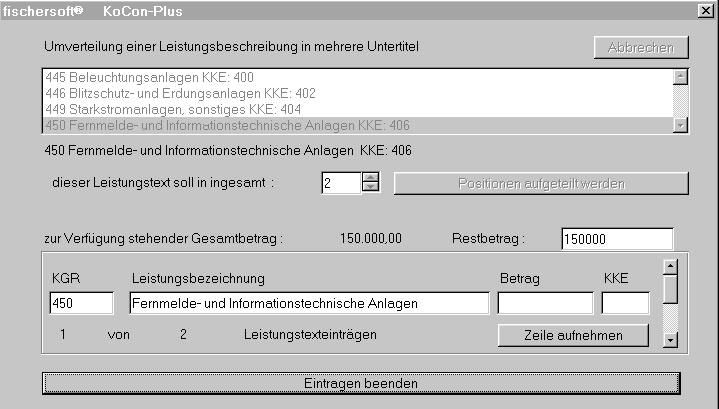 fischersoft® KoCon-Plus
Umverteilung einer Leistungsbeschreibung in mehrere Untertitel
Abbrechen
445 Beleuchtungsanlagen KKE: 400
446 Blitzschutz- und Erdungsanlagen KKE: 402
449 Starkstromanlagen, sonstiges KKE: 404
450 Fernmelde- und Informationstechnische Anlagen KKE: 406
450 Fernmelde- und Informationstechnische Anlagen KKE: 406
dieser Leistungstext soll in ingesamt : 2 Positionen aufgeteilt werden
zur Verfügung stehender Gesamtbetrag : 150.000,00 Restbetrag : 150000
KGR Leistungsbezeichnung Betrag KKE
450 Fernmelde- und Informationstechnische Anlagen
1 von 2 Leistungstexteinträgen Zeile aufnehmen
Eintragen beenden